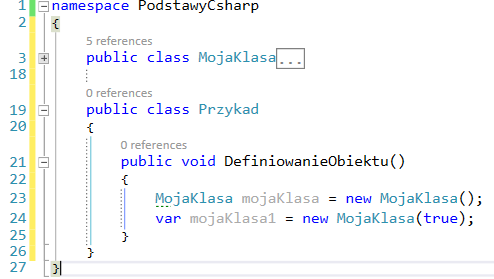 1 namespace PodstawyCsharp
2 {
5 references
3 public class MojaKlasa...
18
0 references
19 public class Przykad
20 {
0 references
21 public void DefiniowanieObiektu()
22 {
23 MojaKlasa mojaKlasa = new MojaKlasa();
24 var mojaKlasa1 = new MojaKlasa(true);
25 }
26 }
27 }